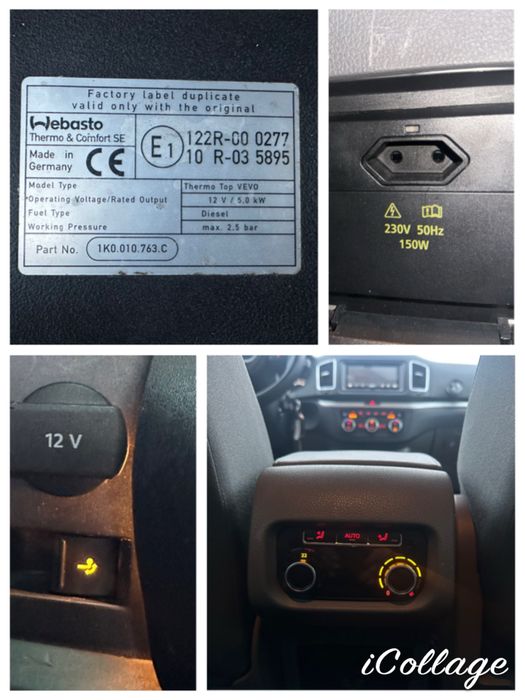 Factory label duplicate
valid only with the original
Webasto
Thermo & Comfort SE
Made in
Germany
CE
E1
122R-00 0277
10 R-03 5895
Model Type
Thermo Top VEVO
Operating Voltage/Rated Output
12 V / 5,0 kW
Fuel Type
Diesel
Working Pressure
max. 2,5 bar
Part No.
1K0.010.763.C
230V 50Hz
150W
12 V
AUTO
22
iCollage